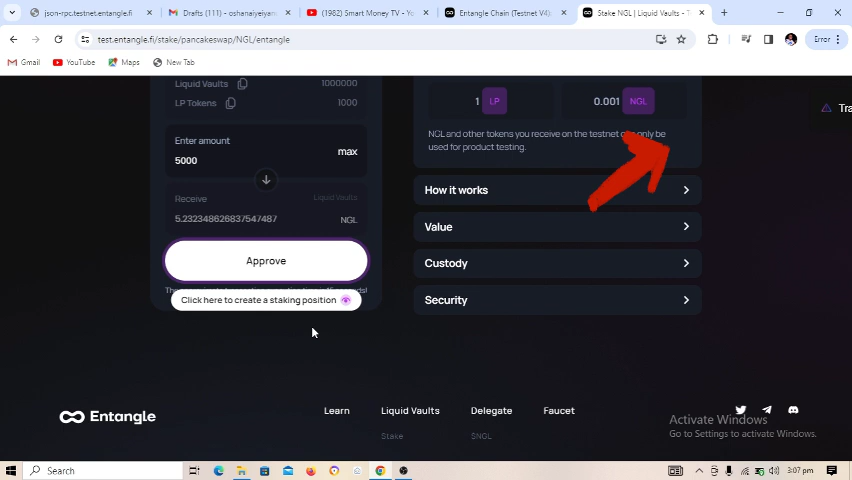 json-rpc.testnet.entangle.fi
Drafts (111) - oshanaiyeiyam
(1982) Smart Money TV - Yo
Entangle Chain (Testnet V4):
Stake NGL | Liquid Vaults - T
test.entangle.fi/stake/pancakeswap/NGL/entangle
Error
Gmail
YouTube
Maps
New Tab
Liquid Vaults
1000000
LP Tokens
1000
Enter amount
5000
max
Receive
Liquid Vaults
5.232348626837547487
NGL
Approve
Click here to create a staking position
1 LP
0.001 NGL
NGL and other tokens you receive on the testnet can only be
used for product testing.
Tra
How it works
Value
Custody
Security
Entangle
Learn
Liquid Vaults
Delegate
Faucet
Stake
SNGL
Activate Windows
Go to Settings to activate Windows.
Search
3:07 pm